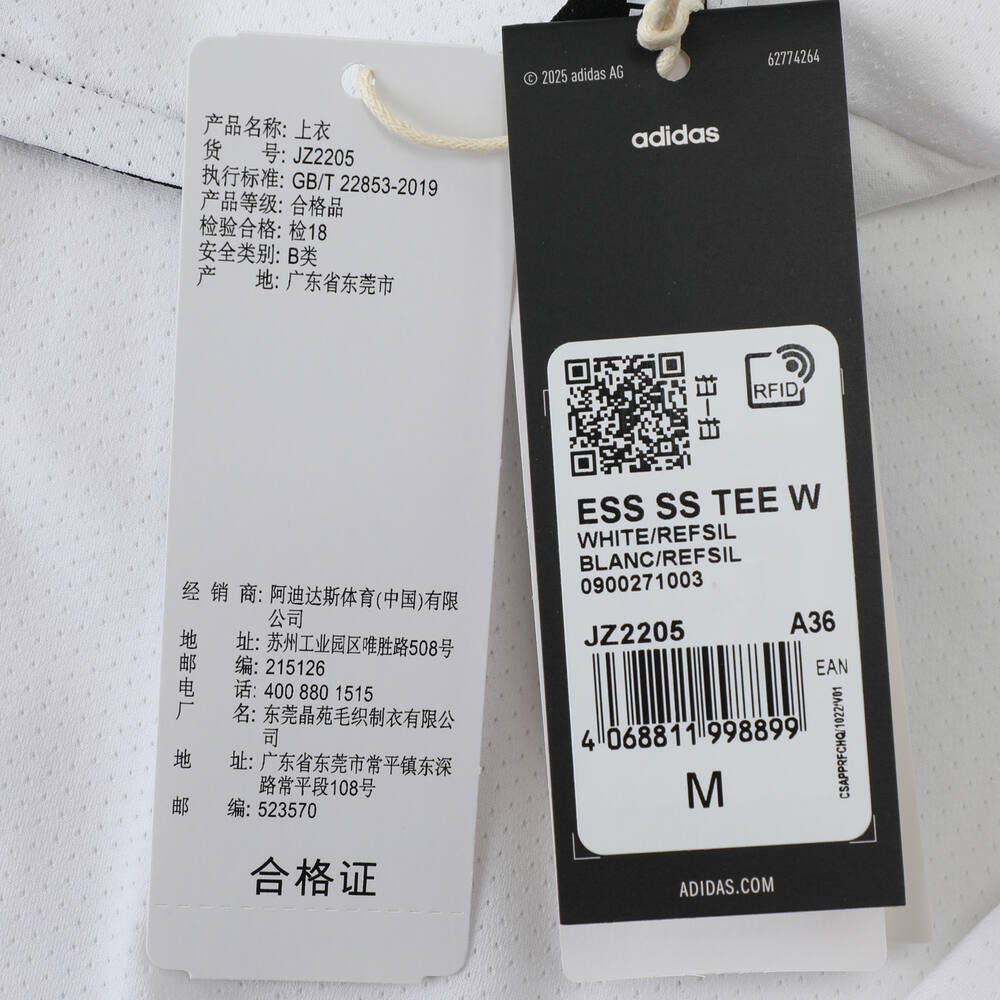 产品名称: 上衣
货 号: JZ2205
执行标准: GB/T 22853-2019
产品等级: 合格品
检验合格: 检18
安全类别: B类
产 地: 广东省东莞市
经 销 商: 阿迪达斯体育(中国)有限
公司
地 址: 苏州工业园区唯胜路508号
邮 编: 215126
电 话: 400 880 1515
厂 名: 东莞晶苑毛织制衣有限公
司
地 址: 广东省东莞市常平镇东深
路常平段108号
邮 编: 523570
合格证
© 2025 adidas AG
62774264
adidas
RFID
ESS SS TEE W
WHITE/REFSIL
BLANC/REFSIL
0900271003
JZ2205 A36
EAN
4 068811 998899
CSAPPRFCHQ/1022/V01
M
ADIDAS.COM